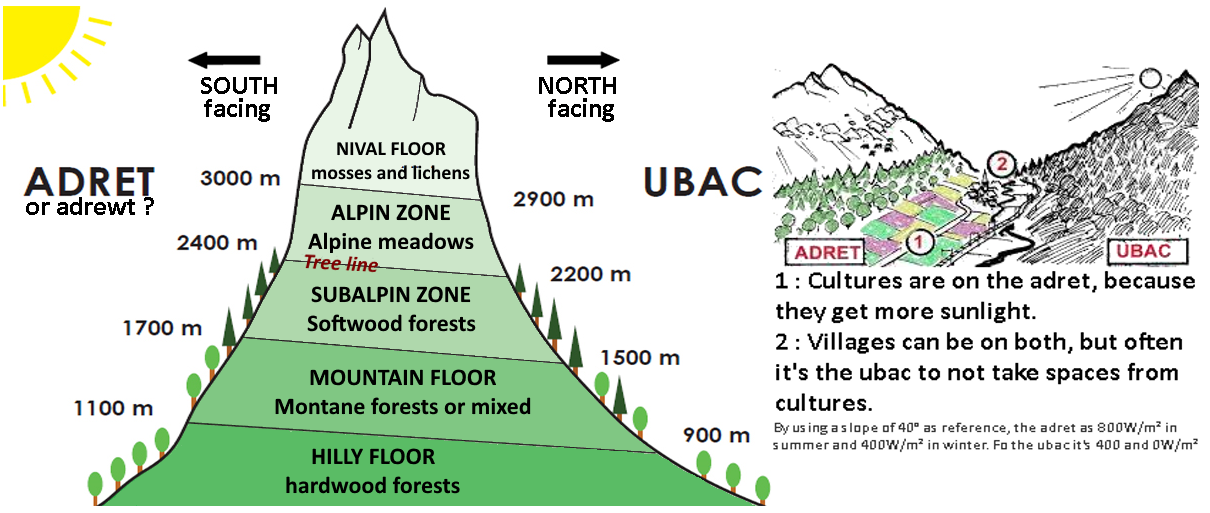 SOUTH
facing
NORTH
facing
ADRET
or adrewt ?
UBAC
NIVAL FLOOR
mosses and lichens
3000 m
2900 m
ALPIN ZONE
Alpine meadows
2400 m
Tree line
2200 m
SUBALPIN ZONE
Softwood forests
1700 m
1500 m
MOUNTAIN FLOOR
Montane forests or mixed
1100 m
900 m
HILLY FLOOR
hardwood forests
2
1
ADRET
UBAC
1 : Cultures are on the adret, because
they get more sunlight.
2 : Villages can be on both, but often
it's the ubac to not take spaces from
cultures.
By using a slope of 40° as reference, the adret as 800W/m² in
summer and 400W/m² in winter. Fo the ubac it's 400 and 0W/m²